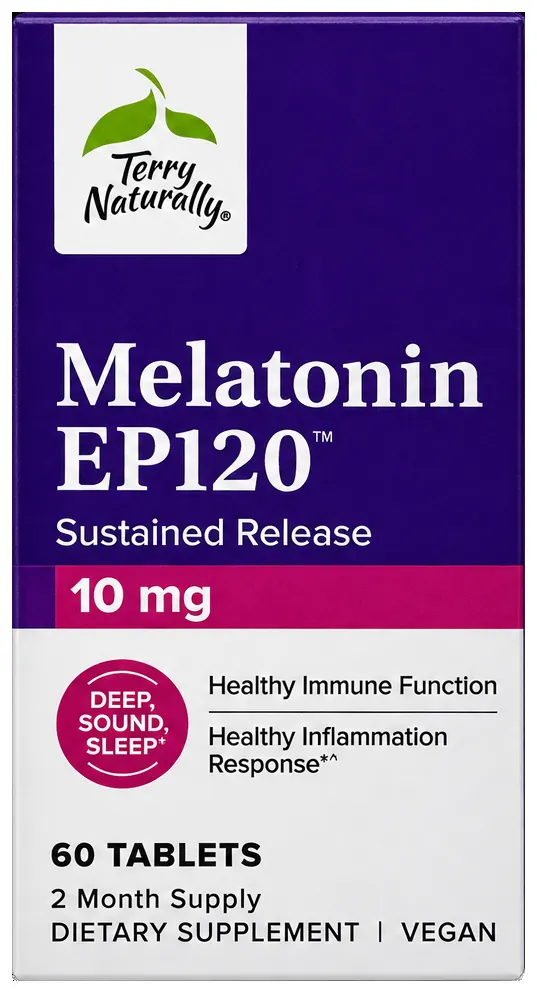 Terry
Naturally®
Melatonin
EP120™
Sustained Release
10 mg
DEEP,
SOUND,
SLEEP⁺
Healthy Immune Function
Healthy Inflammation
Response*^
60 TABLETS
2 Month Supply
DIETARY SUPPLEMENT | VEGAN